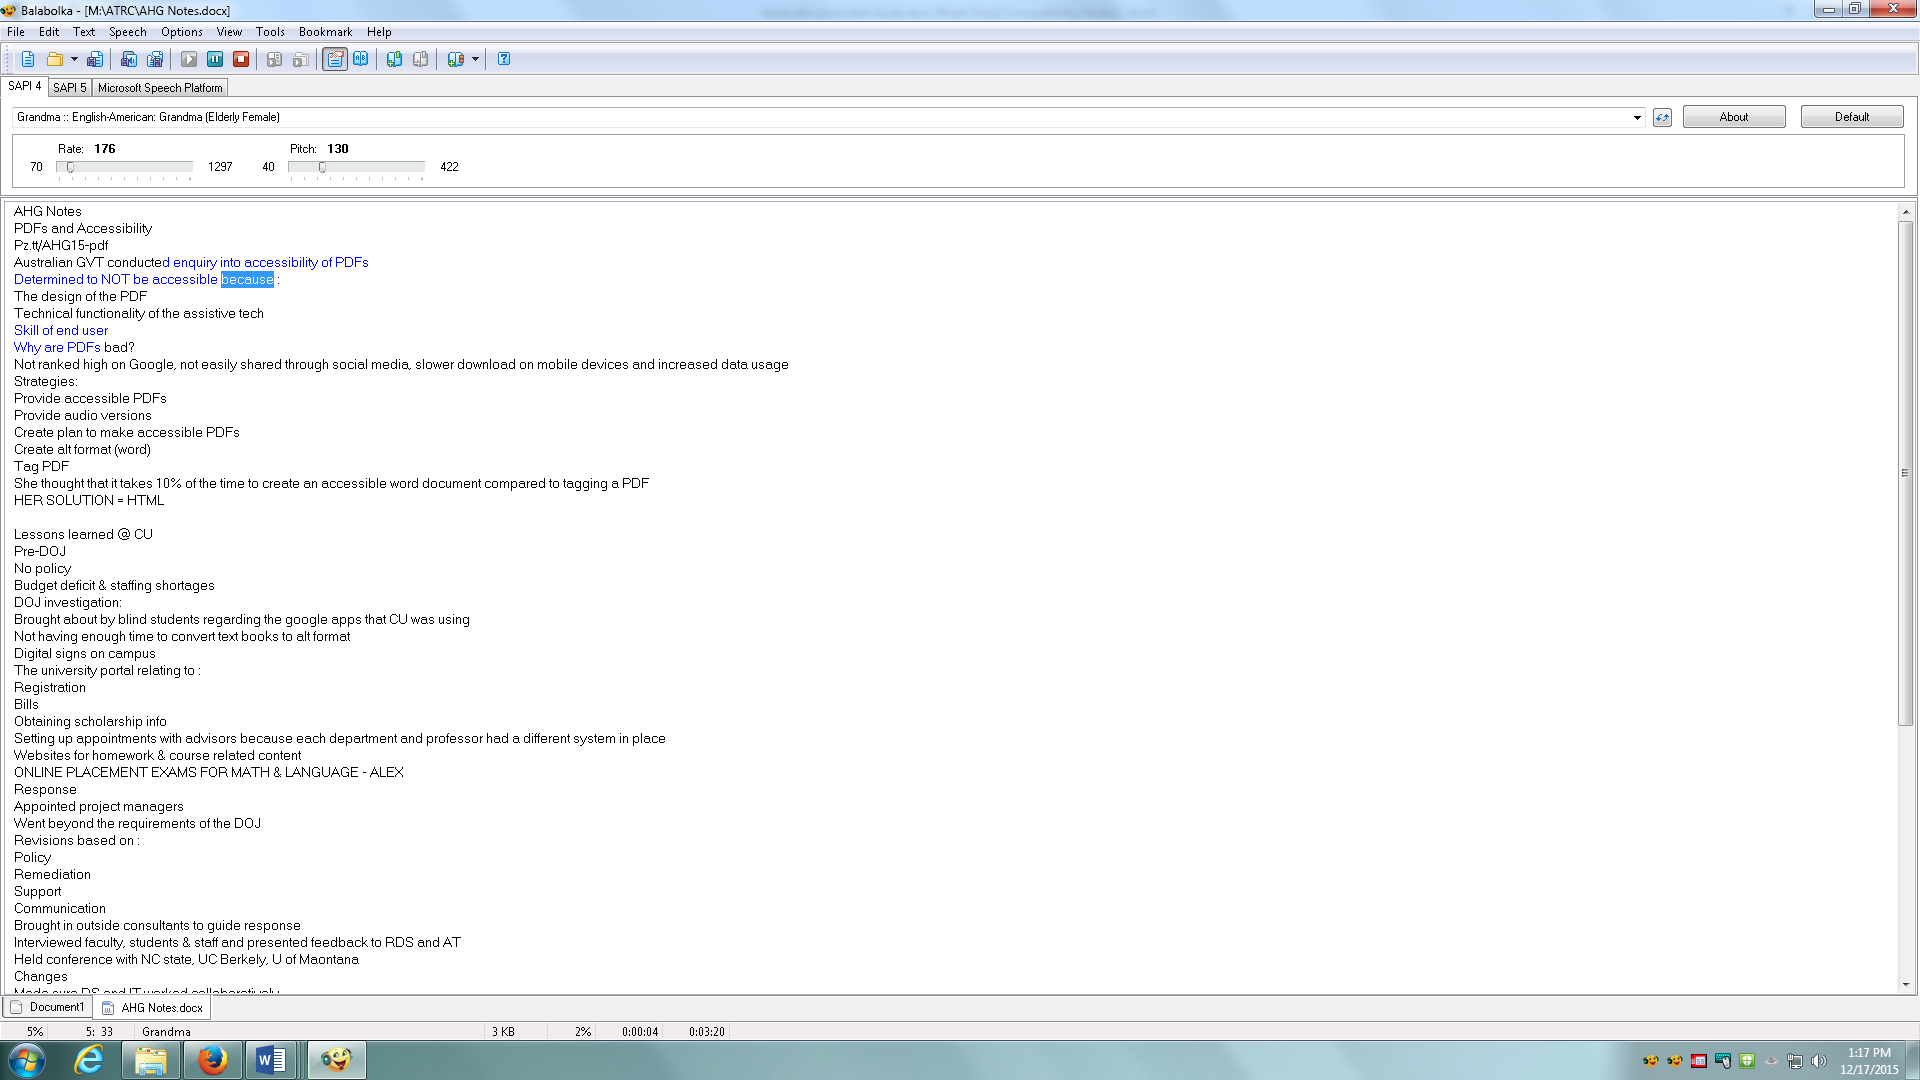 Balabolka - [M:\ATRC\AHG Notes.docx]
File Edit Text Speech Options View Tools Bookmark Help
SAPI 4 SAPI 5 Microsoft Speech Platform
Grandma :: English-American: Grandma (Elderly Female) About Default
Rate: 176 Pitch: 130
70 1297 40 422
AHG Notes
PDFs and Accessibility
Pz.tt/AHG15-pdf
Australian GVT conducted enquiry into accessibility of PDFs
Determined to NOT be accessible because :
The design of the PDF
Technical functionality of the assistive tech
Skill of end user
Why are PDFs bad?
Not ranked high on Google, not easily shared through social media, slower download on mobile devices and increased data usage
Strategies:
Provide accessible PDFs
Provide audio versions
Create plan to make accessible PDFs
Create alt format (word)
Tag PDF
She thought that it takes 10% of the time to create an accessible word document compared to tagging a PDF
HER SOLUTION = HTML
Lessons learned @ CU
Pre-DOJ
No policy
Budget deficit & staffing shortages
DOJ investigation:
Brought about by blind students regarding the google apps that CU was using
Not having enough time to convert text books to alt format
Digital signs on campus
The university portal relating to :
Registration
Bills
Obtaining scholarship info
Setting up appointments with advisors because each department and professor had a different system in place
Websites for homework & course related content
ONLINE PLACEMENT EXAMS FOR MATH & LANGUAGE - ALEX
Response
Appointed project managers
Went beyond the requirements of the DOJ
Revisions based on :
Policy
Remediation
Support
Communication
Brought in outside consultants to guide response
Interviewed faculty, students & staff and presented feedback to RDS and AT
Held conference with NC state, UC Berkely, U of Maontana
Changes
Made sure DS and IT worked collaboratively
Document1 AHG Notes.docx
5% 5: 33 Grandma 3 KB 2% 0:00:04 0:03:20
1:17 PM
12/17/2015